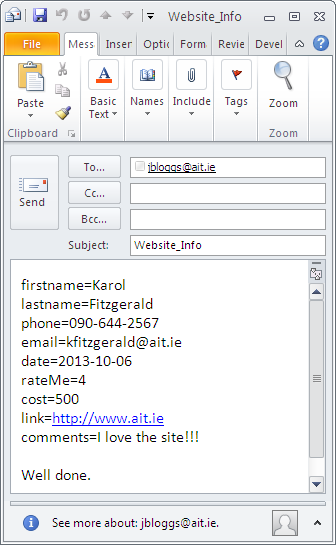 Website_Info
File
Mess
Inser
Optic
Form
Revie
Devel
Paste
Clipboard
Basic
Text
Names
Include
Tags
Zoom
Zoom
Send
To...
jbloggs@ait.ie
Cc...
Bcc...
Subject:
Website_Info
firstname=Karol
lastname=Fitzgerald
phone=090-644-2567
email=kfitzgerald@ait.ie
date=2013-10-06
rateMe=4
cost=500
link=http://www.ait.ie
comments=I love the site!!!
Well done.
See more about: jbloggs@ait.ie.